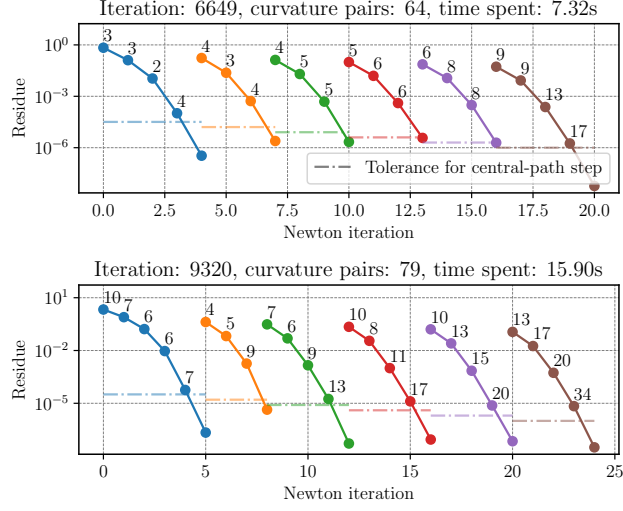 Iteration: 6649, curvature pairs: 64, time spent: 7.32s
3 3 2 4 4 3 6 4 4 5 5 6 6 6 8 8 9 9 13 17
Residue
10^0
10^-3
10^-6
Tolerance for central-path step
0.0 2.5 5.0 7.5 10.0 12.5 15.0 17.5 20.0
Newton iteration
Iteration: 9320, curvature pairs: 79, time spent: 15.90s
10 7 6 6 7 4 5 9 7 6 9 13 10 8 11 17 10 13 15 20 13 17 20 34
Residue
10^1
10^-2
10^-5
0 5 10 15 20 25
Newton iteration